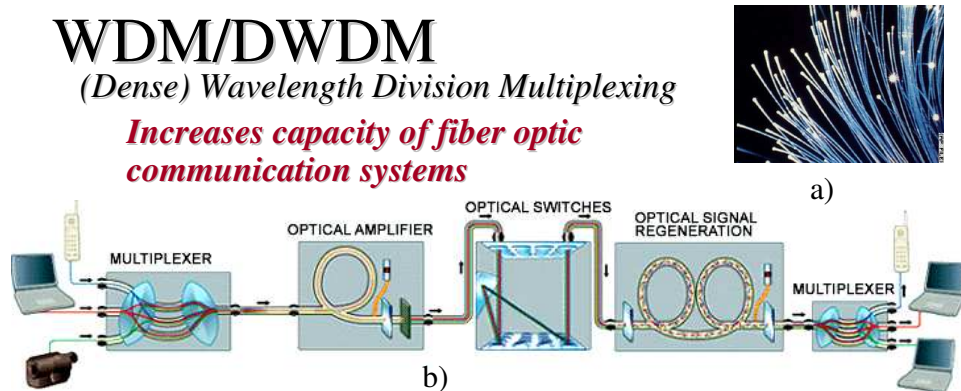 WDM/DWDM
(Dense) Wavelength Division Multiplexing
Increases capacity of fiber optic
communication systems
a)
OPTICAL SWITCHES
OPTICAL SIGNAL
REGENERATION
OPTICAL AMPLIFIER
MULTIPLEXER
MULTIPLEXER
b)